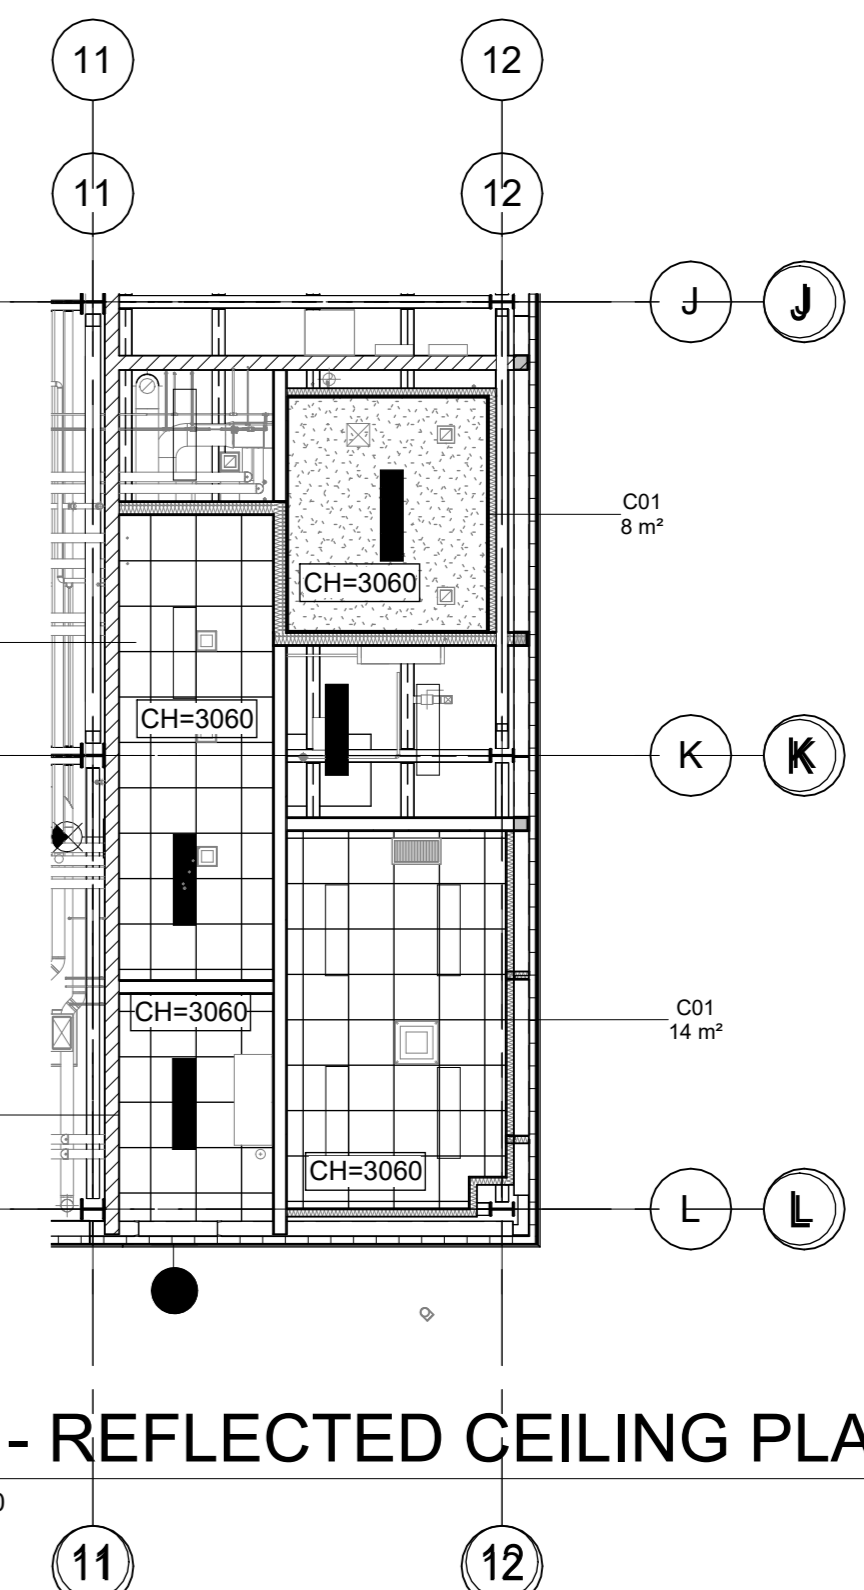 11
12
11
12
J
J
C01
8 m²
CH=3060
CH=3060
K
K
CH=3060
C01
14 m²
CH=3060
L
L
- REFLECTED CEILING PLA
0
11
12